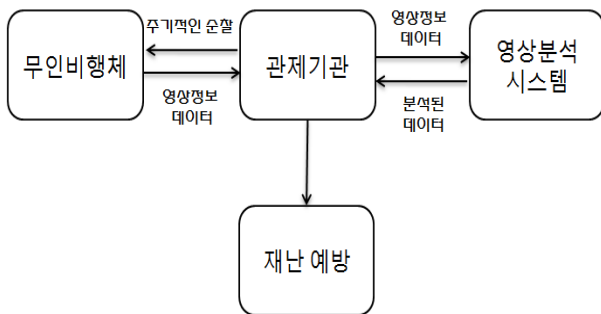 주기적인 순찰
영상정보
데이터
무인비행체
관제기관
영상분석
시스템
영상정보
데이터
분석된
데이터
재난 예방